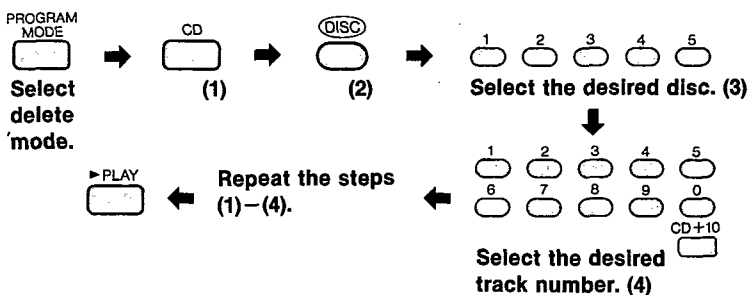 PROGRAM
MODE
Select
delete
mode.
CD
(1)
DISC
(2)
1 2 3 4 5
Select the desired disc. (3)
1 2 3 4 5
6 7 8 9 0
CD+10
Select the desired
track number. (4)
Repeat the steps
(1)–(4).
►PLAY